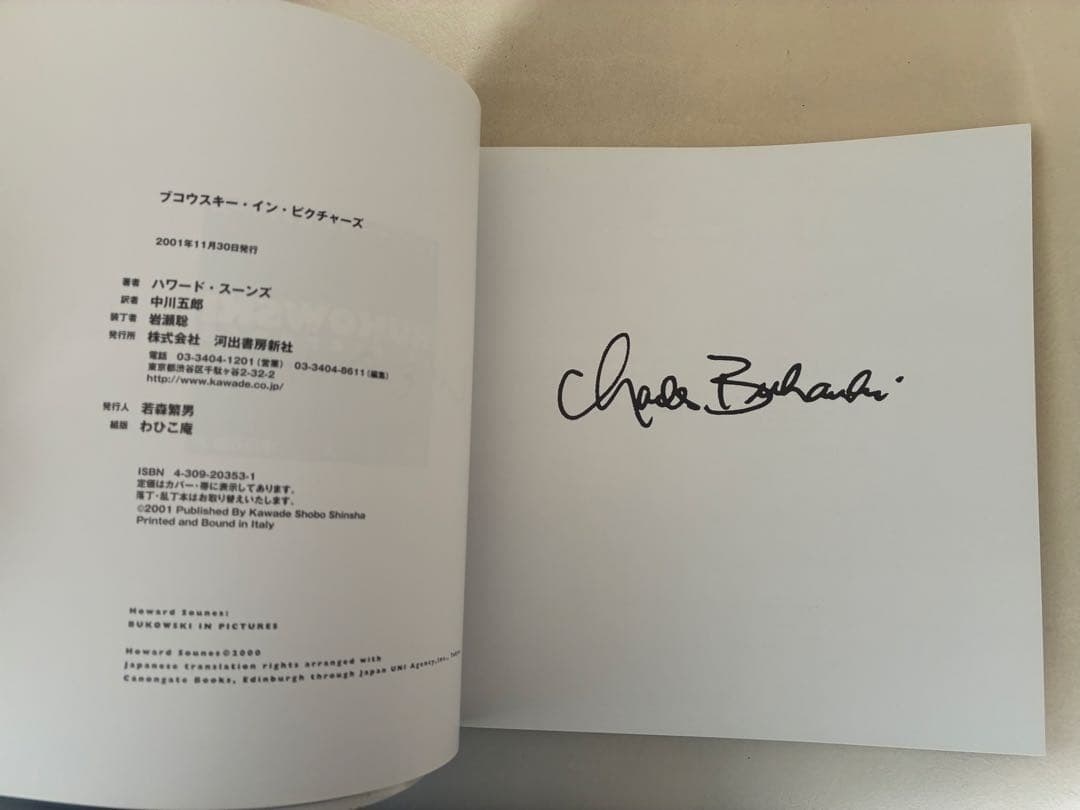 ブコウスキー・イン・ピクチャーズ
2001年11月30日発行
著者 ハワード・スーンズ
訳者 中川五郎
装丁者 岩瀬聡
発行所 株式会社 河出書房新社
電話 03-3404-1201（営業） 03-3404-8611（編集）
東京都渋谷区千駄ヶ谷2-32-2
http://www.kawade.co.jp/
発行人 若森繁男
組版 わひこ庵
ISBN 4-309-20353-1
定価はカバー・帯に表示してあります。
落丁・乱丁本はお取り替えいたします。
©2001 Published By Kawade Shobo Shinsha
Printed and Bound in Italy
Howard Sounes:
BUKOWSKI IN PICTURES
Howard Sounes©2000
Japanese translation rights arranged with
Canongate Books, Edinburgh through Japan UNI Agency,Inc.,
Charles Bukowski